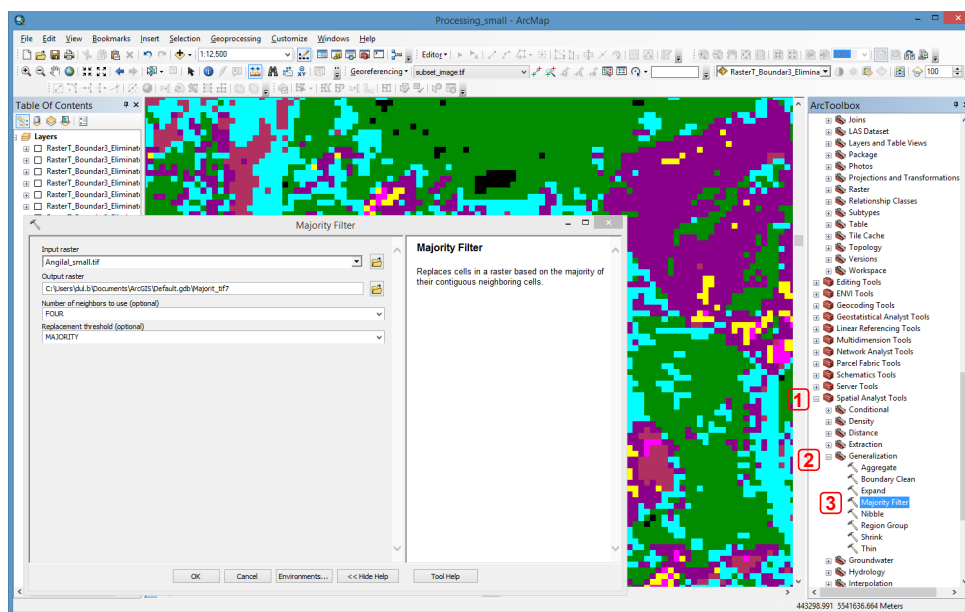 Processing_small - ArcMap
File Edit View Bookmarks Insert Selection Geoprocessing Customize Windows Help
1:12.500
Editor
Georeferencing
subset_image.tif
RasterT_Boundar3_Elimina
100
Table Of Contents
Layers
RasterT_Boundar3_Eliminat
RasterT_Boundar3_Eliminat
RasterT_Boundar3_Eliminat
RasterT_Boundar3_Eliminat
RasterT_Boundar3_Eliminat
Majority Filter
Input raster
Angilal_small.tif
Output raster
C:\Users\dul.b\Documents\ArcGIS\Default.gdb\Majorit_tif7
Number of neighbors to use (optional)
FOUR
Replacement threshold (optional)
MAJORITY
OK
Cancel
Environments...
<< Hide Help
Tool Help
Majority Filter
Replaces cells in a raster based on the majority of
their contiguous neighboring cells.
ArcToolbox
Joins
LAS Dataset
Layers and Table Views
Package
Photos
Projections and Transformations
Raster
Relationship Classes
Subtypes
Table
Tile Cache
Topology
Versions
Workspace
Editing Tools
ENVI Tools
Geocoding Tools
Geostatistical Analyst Tools
Linear Referencing Tools
Multidimension Tools
Network Analyst Tools
Parcel Fabric Tools
Schematics Tools
Server Tools
1 Spatial Analyst Tools
Conditional
Density
Distance
Extraction
2 Generalization
Aggregate
Boundary Clean
Expand
3 Majority Filter
Nibble
Region Group
Shrink
Thin
Groundwater
Hydrology
Interpolation
443298.991 5541636.664 Meters